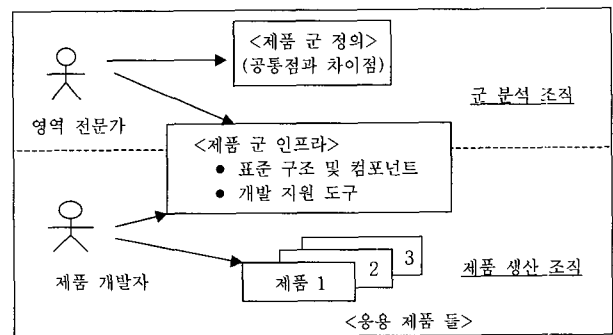 <제품 군 정의>
(공통점과 차이점)
영역 전문가
군 분석 조직
<제품 군 인프라>
● 표준 구조 및 컴포넌트
● 개발 지원 도구
제품 개발자
제품 1
2
3
제품 생산 조직
<응용 제품 들>